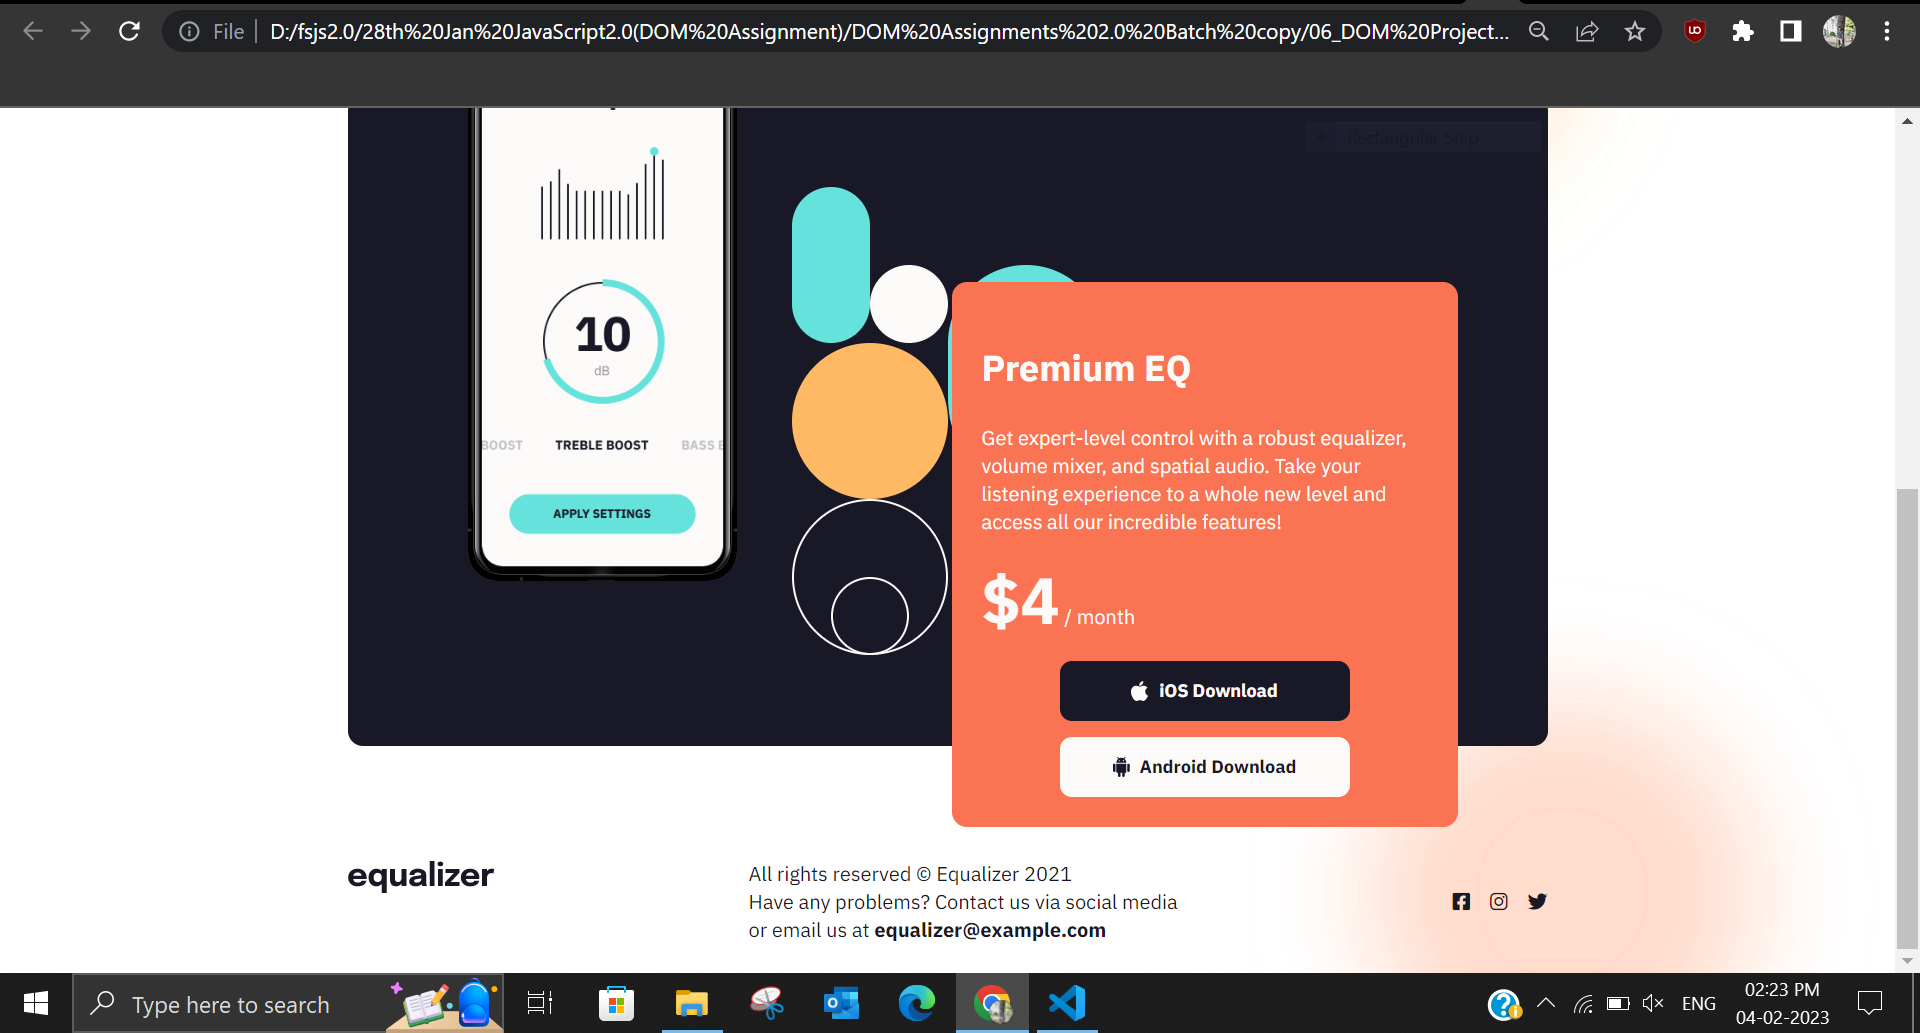 File
D:/fsjs2.0/28th%20Jan%20JavaScript2.0(DOM%20Assignment)/DOM%20Assignments%202.0%20Batch%20copy/06_DOM%20Project...
Rectangular Snip
10
dB
BOOST
TREBLE BOOST
BASS
APPLY SETTINGS
Premium EQ
Get expert-level control with a robust equalizer,
volume mixer, and spatial audio. Take your
listening experience to a whole new level and
access all our incredible features!
$4 / month
iOS Download
Android Download
equalizer
All rights reserved © Equalizer 2021
Have any problems? Contact us via social media
or email us at equalizer@example.com
Type here to search
ENG
02:23 PM
04-02-2023